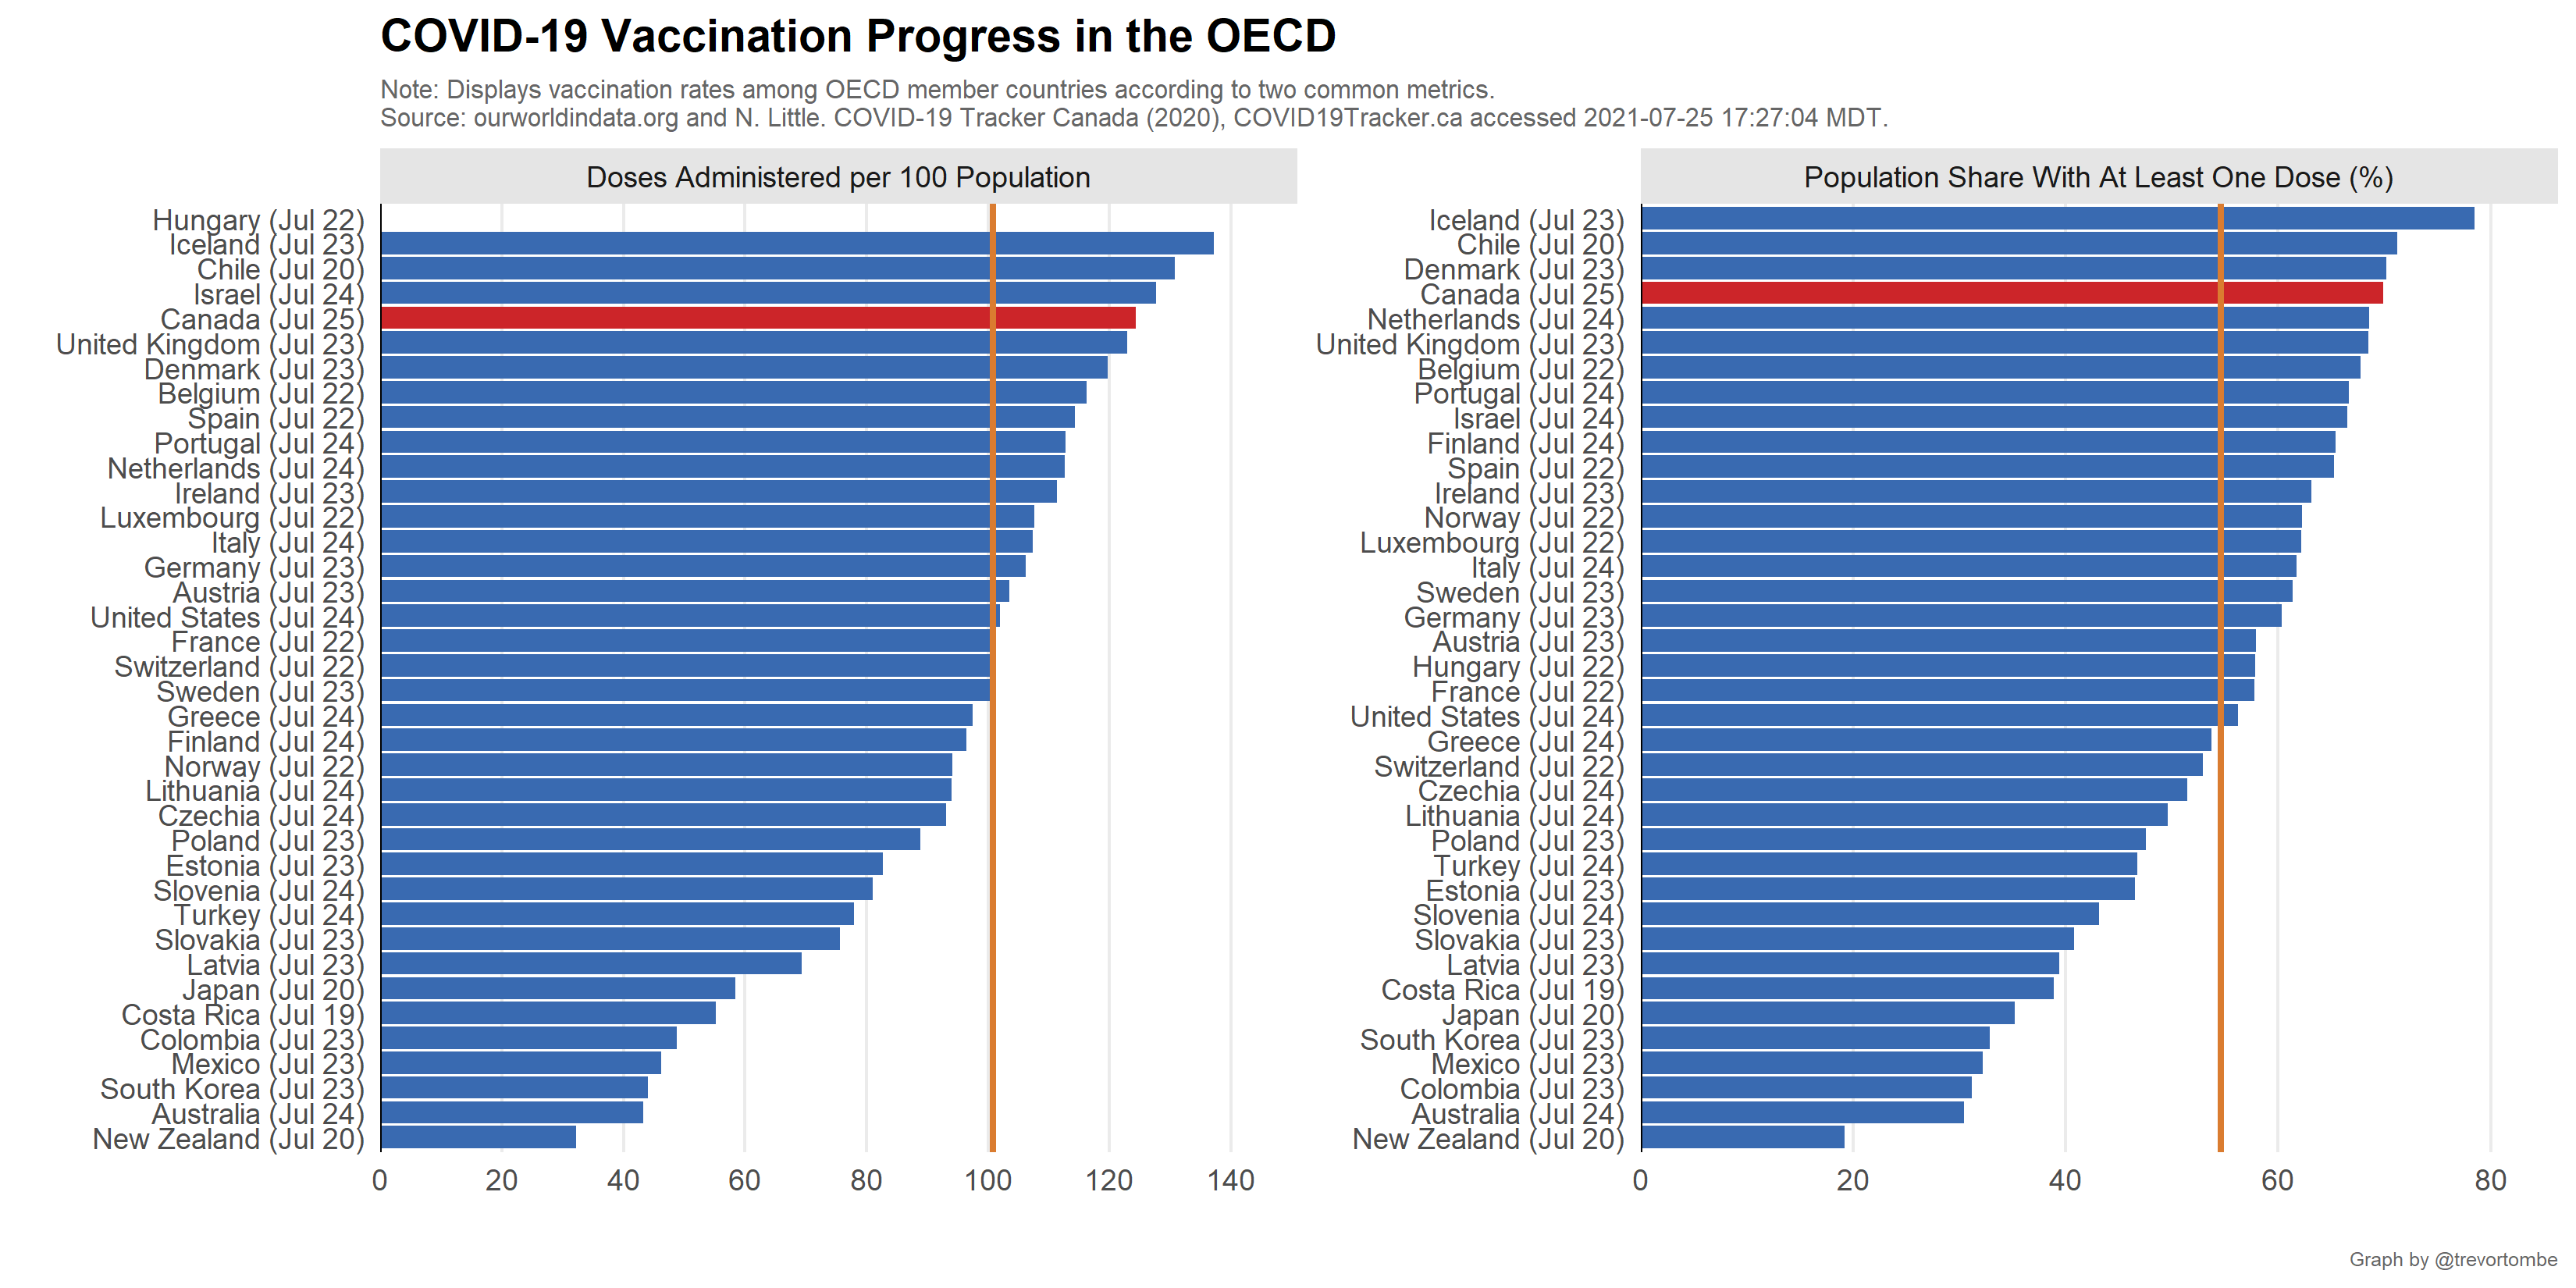 COVID-19 Vaccination Progress in the OECD
Note: Displays vaccination rates among OECD member countries according to two common metrics.
Source: ourworldindata.org and N. Little. COVID-19 Tracker Canada (2020), COVID19Tracker.ca accessed 2021-07-25 17:27:04 MDT.
Doses Administered per 100 Population
Hungary (Jul 22)
Iceland (Jul 23)
Chile (Jul 20)
Israel (Jul 24)
Canada (Jul 25)
United Kingdom (Jul 23)
Denmark (Jul 23)
Belgium (Jul 22)
Spain (Jul 22)
Portugal (Jul 24)
Netherlands (Jul 24)
Ireland (Jul 23)
Luxembourg (Jul 22)
Italy (Jul 24)
Germany (Jul 23)
Austria (Jul 23)
United States (Jul 24)
France (Jul 22)
Switzerland (Jul 22)
Sweden (Jul 23)
Greece (Jul 24)
Finland (Jul 24)
Norway (Jul 22)
Lithuania (Jul 24)
Czechia (Jul 24)
Poland (Jul 23)
Estonia (Jul 23)
Slovenia (Jul 24)
Turkey (Jul 24)
Slovakia (Jul 23)
Latvia (Jul 23)
Japan (Jul 20)
Costa Rica (Jul 19)
Colombia (Jul 23)
Mexico (Jul 23)
South Korea (Jul 23)
Australia (Jul 24)
New Zealand (Jul 20)
0 20 40 60 80 100 120 140
Population Share With At Least One Dose (%)
Iceland (Jul 23)
Chile (Jul 20)
Denmark (Jul 23)
Canada (Jul 25)
Netherlands (Jul 24)
United Kingdom (Jul 23)
Belgium (Jul 22)
Portugal (Jul 24)
Israel (Jul 24)
Finland (Jul 24)
Spain (Jul 22)
Ireland (Jul 23)
Norway (Jul 22)
Luxembourg (Jul 22)
Italy (Jul 24)
Sweden (Jul 23)
Germany (Jul 23)
Austria (Jul 23)
Hungary (Jul 22)
France (Jul 22)
United States (Jul 24)
Greece (Jul 24)
Switzerland (Jul 22)
Czechia (Jul 24)
Lithuania (Jul 24)
Poland (Jul 23)
Turkey (Jul 24)
Estonia (Jul 23)
Slovenia (Jul 24)
Slovakia (Jul 23)
Latvia (Jul 23)
Costa Rica (Jul 19)
Japan (Jul 20)
South Korea (Jul 23)
Mexico (Jul 23)
Colombia (Jul 23)
Australia (Jul 24)
New Zealand (Jul 20)
0 20 40 60 80
Graph by @trevortombe